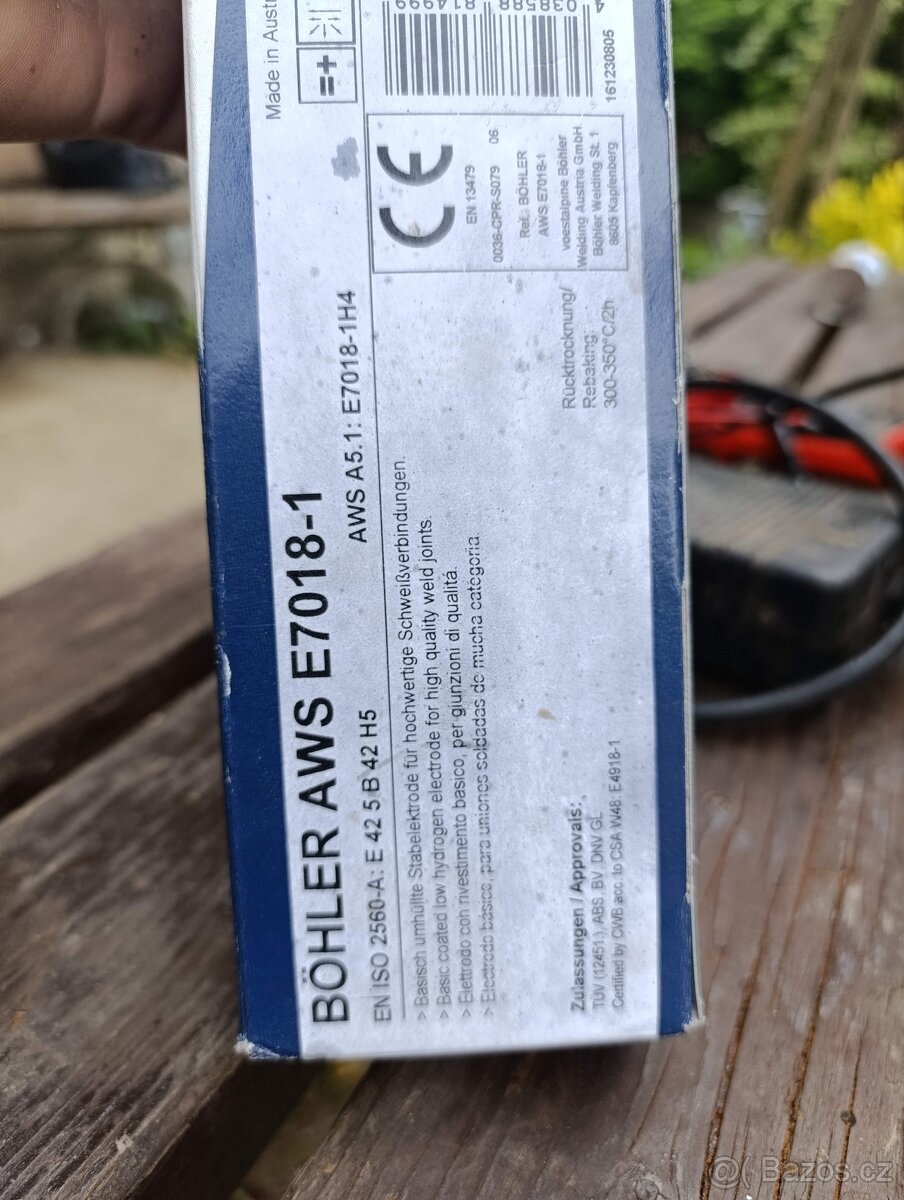 BÖHLER AWS E7018-1
EN ISO 2560-A: E 42 5 B 42 H5
AWS A5.1: E7018-1H4
> Basisch umhüllte Stabelektrode für hochwertige Schweißverbindungen.
> Basic coated low hydrogen electrode for high quality weld joints.
> Elettrodo con rivestimento basico, per giunzioni di qualitá.
> Electrodo básico, para uniones soldadas de mucha categoria.
Zulassungen / Approvals:
TÜV (12451), ABS, BV, DNV GL
Certified by CWB acc. to CSA W48: E4918-1
Rücktrocknung/
Rebaking:
300-350°C/2h
Made in Aust
=+
CE
EN 13479
0036-CPR-S079 06
Ref.: BÖHLER
AWS E7018-1
voestalpine Böhler
Welding Austria GmbH
Böhler Welding St. 1
8605 Kapfenberg
161230805
@( Bazos.cz